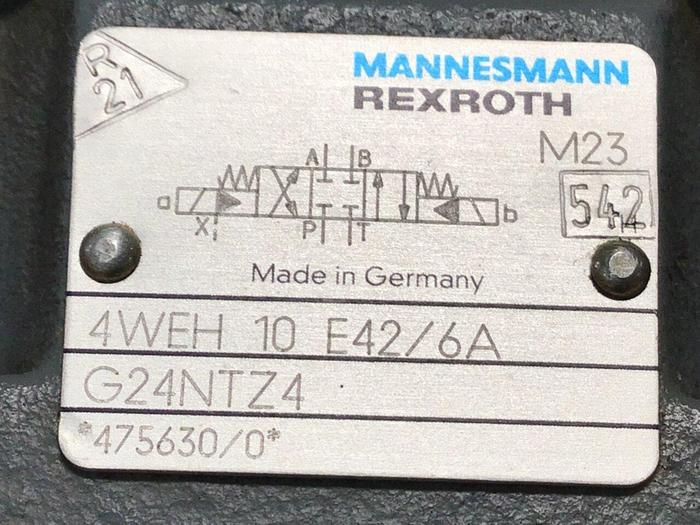 R
21
MANNESMANN
REXROTH
M23
542
A B
a b
X P T
Made in Germany
4WEH 10 E42/6A
G24NTZ4
*475630/0*